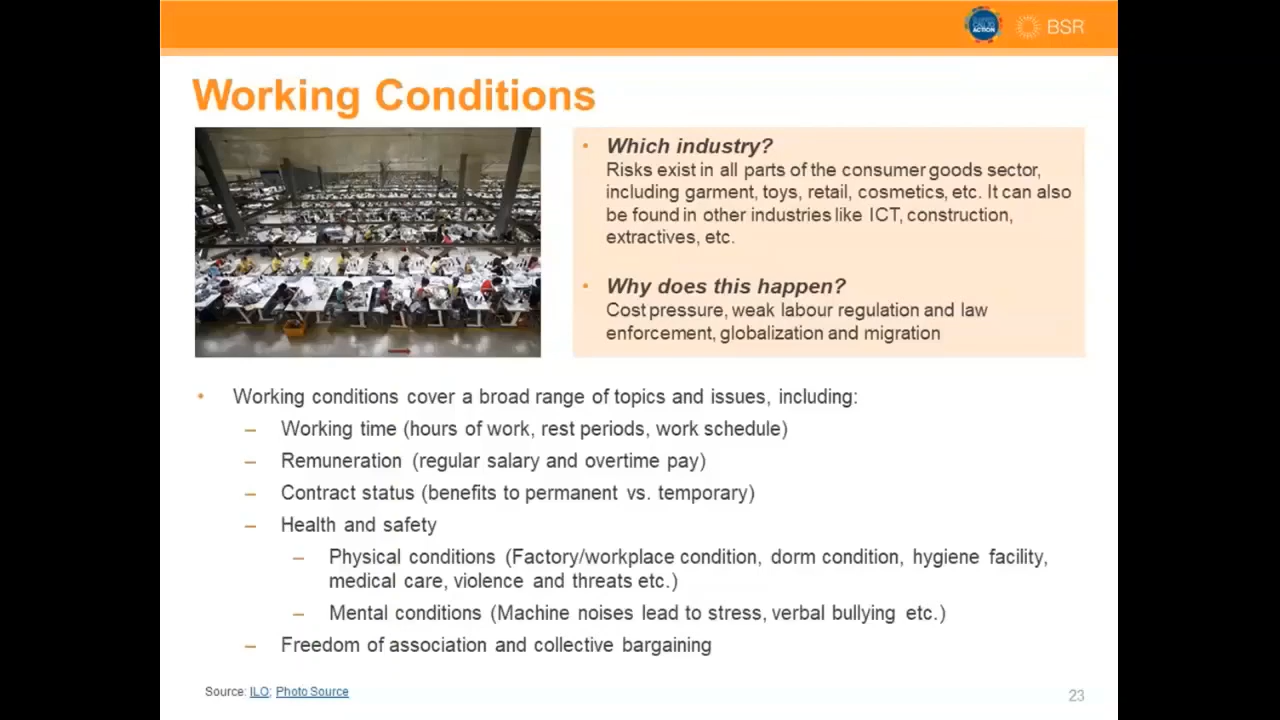 CALL TO
ACTION
BSR
Working Conditions
• Which industry?
Risks exist in all parts of the consumer goods sector,
including garment, toys, retail, cosmetics, etc. It can also
be found in other industries like ICT, construction,
extractives, etc.
• Why does this happen?
Cost pressure, weak labour regulation and law
enforcement, globalization and migration
• Working conditions cover a broad range of topics and issues, including:
– Working time (hours of work, rest periods, work schedule)
– Remuneration (regular salary and overtime pay)
– Contract status (benefits to permanent vs. temporary)
– Health and safety
– Physical conditions (Factory/workplace condition, dorm condition, hygiene facility,
medical care, violence and threats etc.)
– Mental conditions (Machine noises lead to stress, verbal bullying etc.)
– Freedom of association and collective bargaining
Source: ILO; Photo Source
23